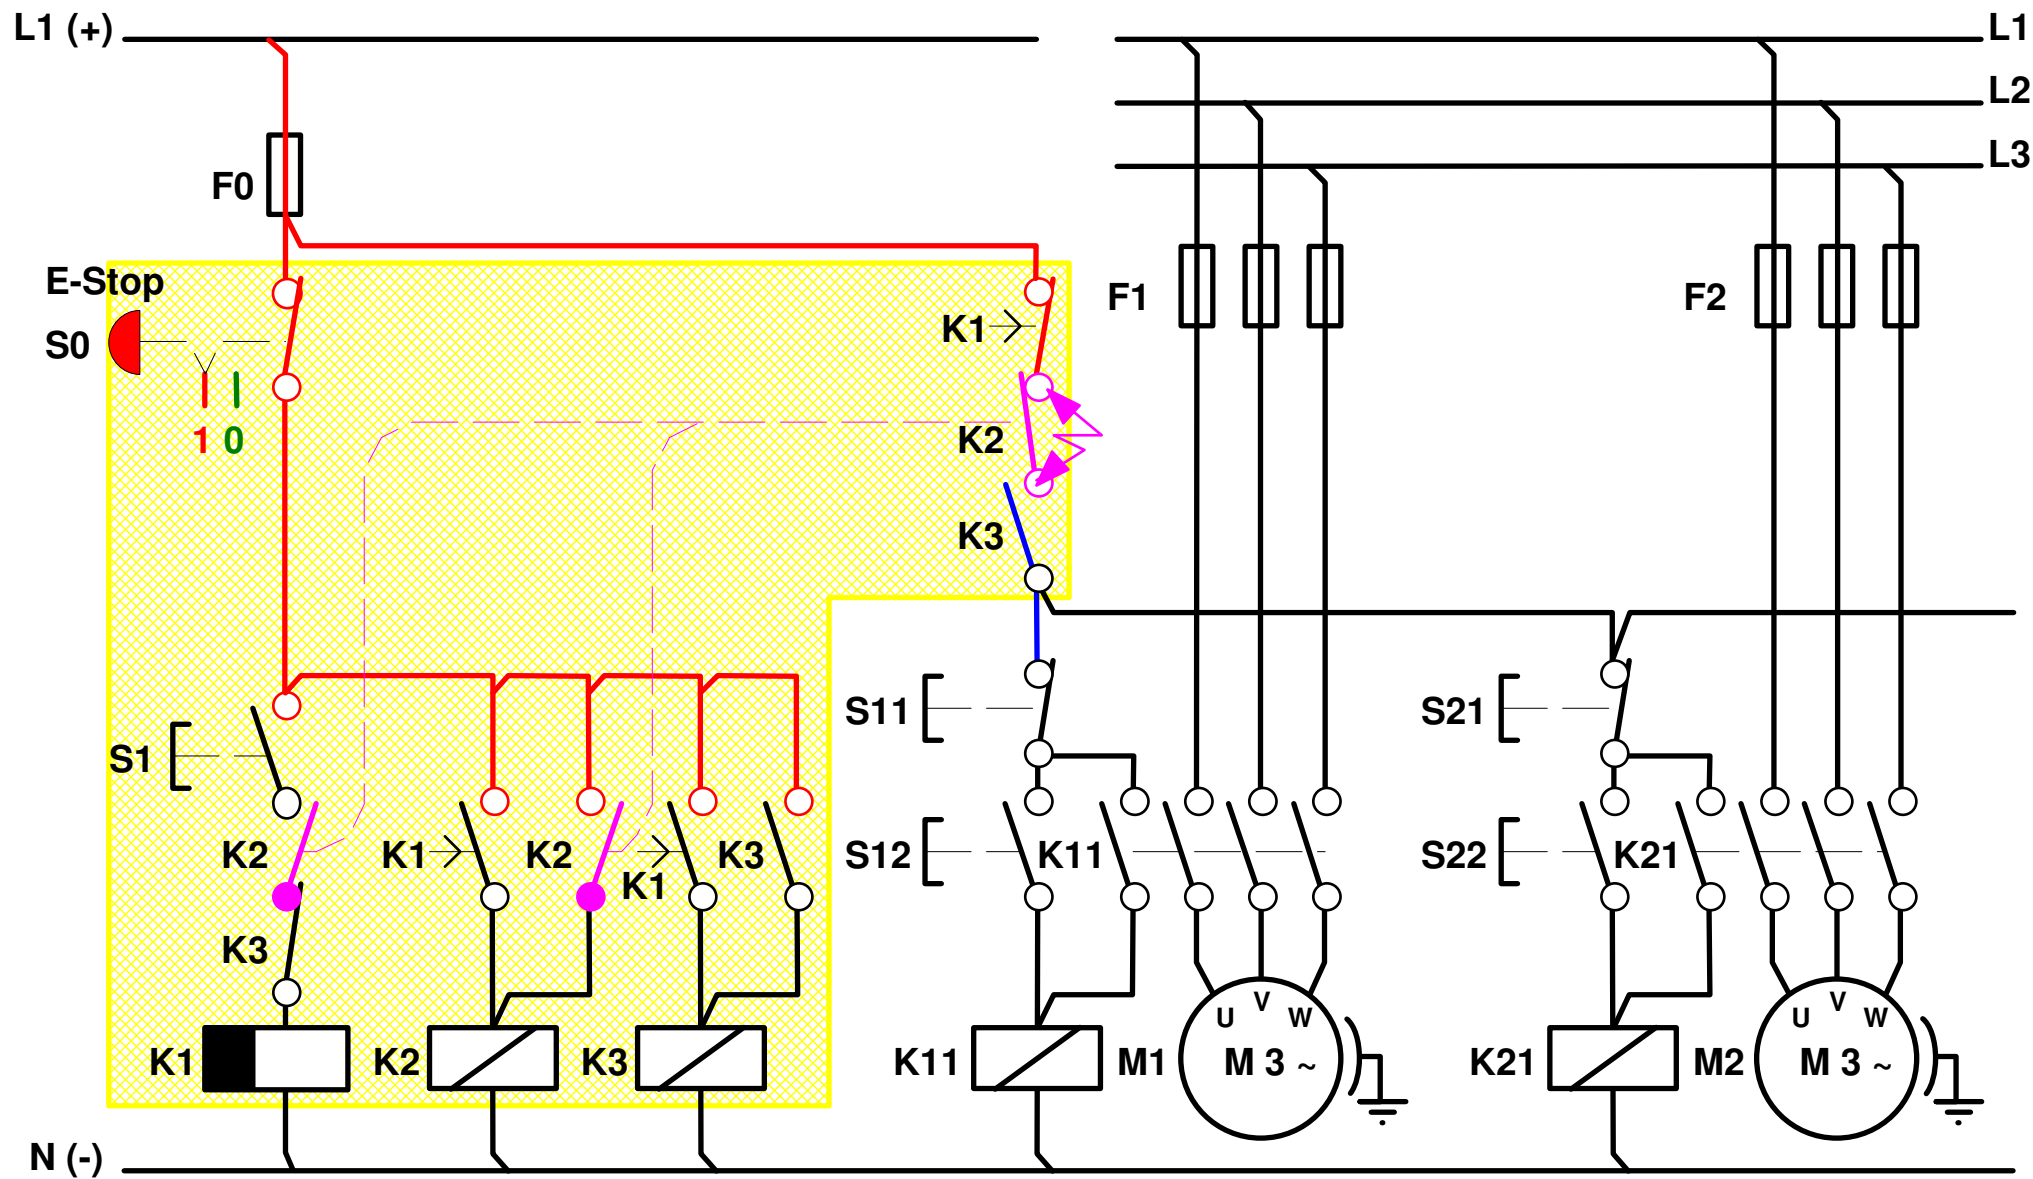 L1 (+)
L1
L2
L3
F0
E-Stop
S0
1 0
K1
F1
F2
K2
K3
S1
S11
S21
K2
K1
K2
K1
K3
S12
K11
S22
K21
K3
U V W
U V W
K1
K2
K3
K11
M1
M 3 ~
K21
M2
M 3 ~
N (-)